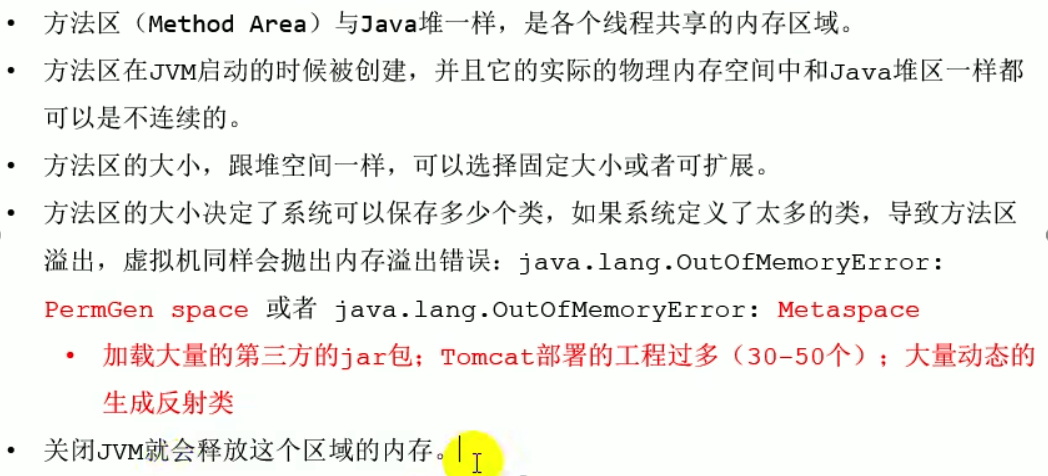 • 方法区（Method Area）与Java堆一样，是各个线程共享的内存区域。
• 方法区在JVM启动的时候被创建，并且它的实际的物理内存空间中和Java堆区一样都
可以是不连续的。
• 方法区的大小，跟堆空间一样，可以选择固定大小或者可扩展。
• 方法区的大小决定了系统可以保存多少个类，如果系统定义了太多的类，导致方法区
溢出，虚拟机同样会抛出内存溢出错误：java.lang.OutOfMemoryError:
PermGen space 或者 java.lang.OutOfMemoryError: Metaspace
• 加载大量的第三方的jar包；Tomcat部署的工程过多（30-50个）；大量动态的
生成反射类
• 关闭JVM就会释放这个区域的内存。